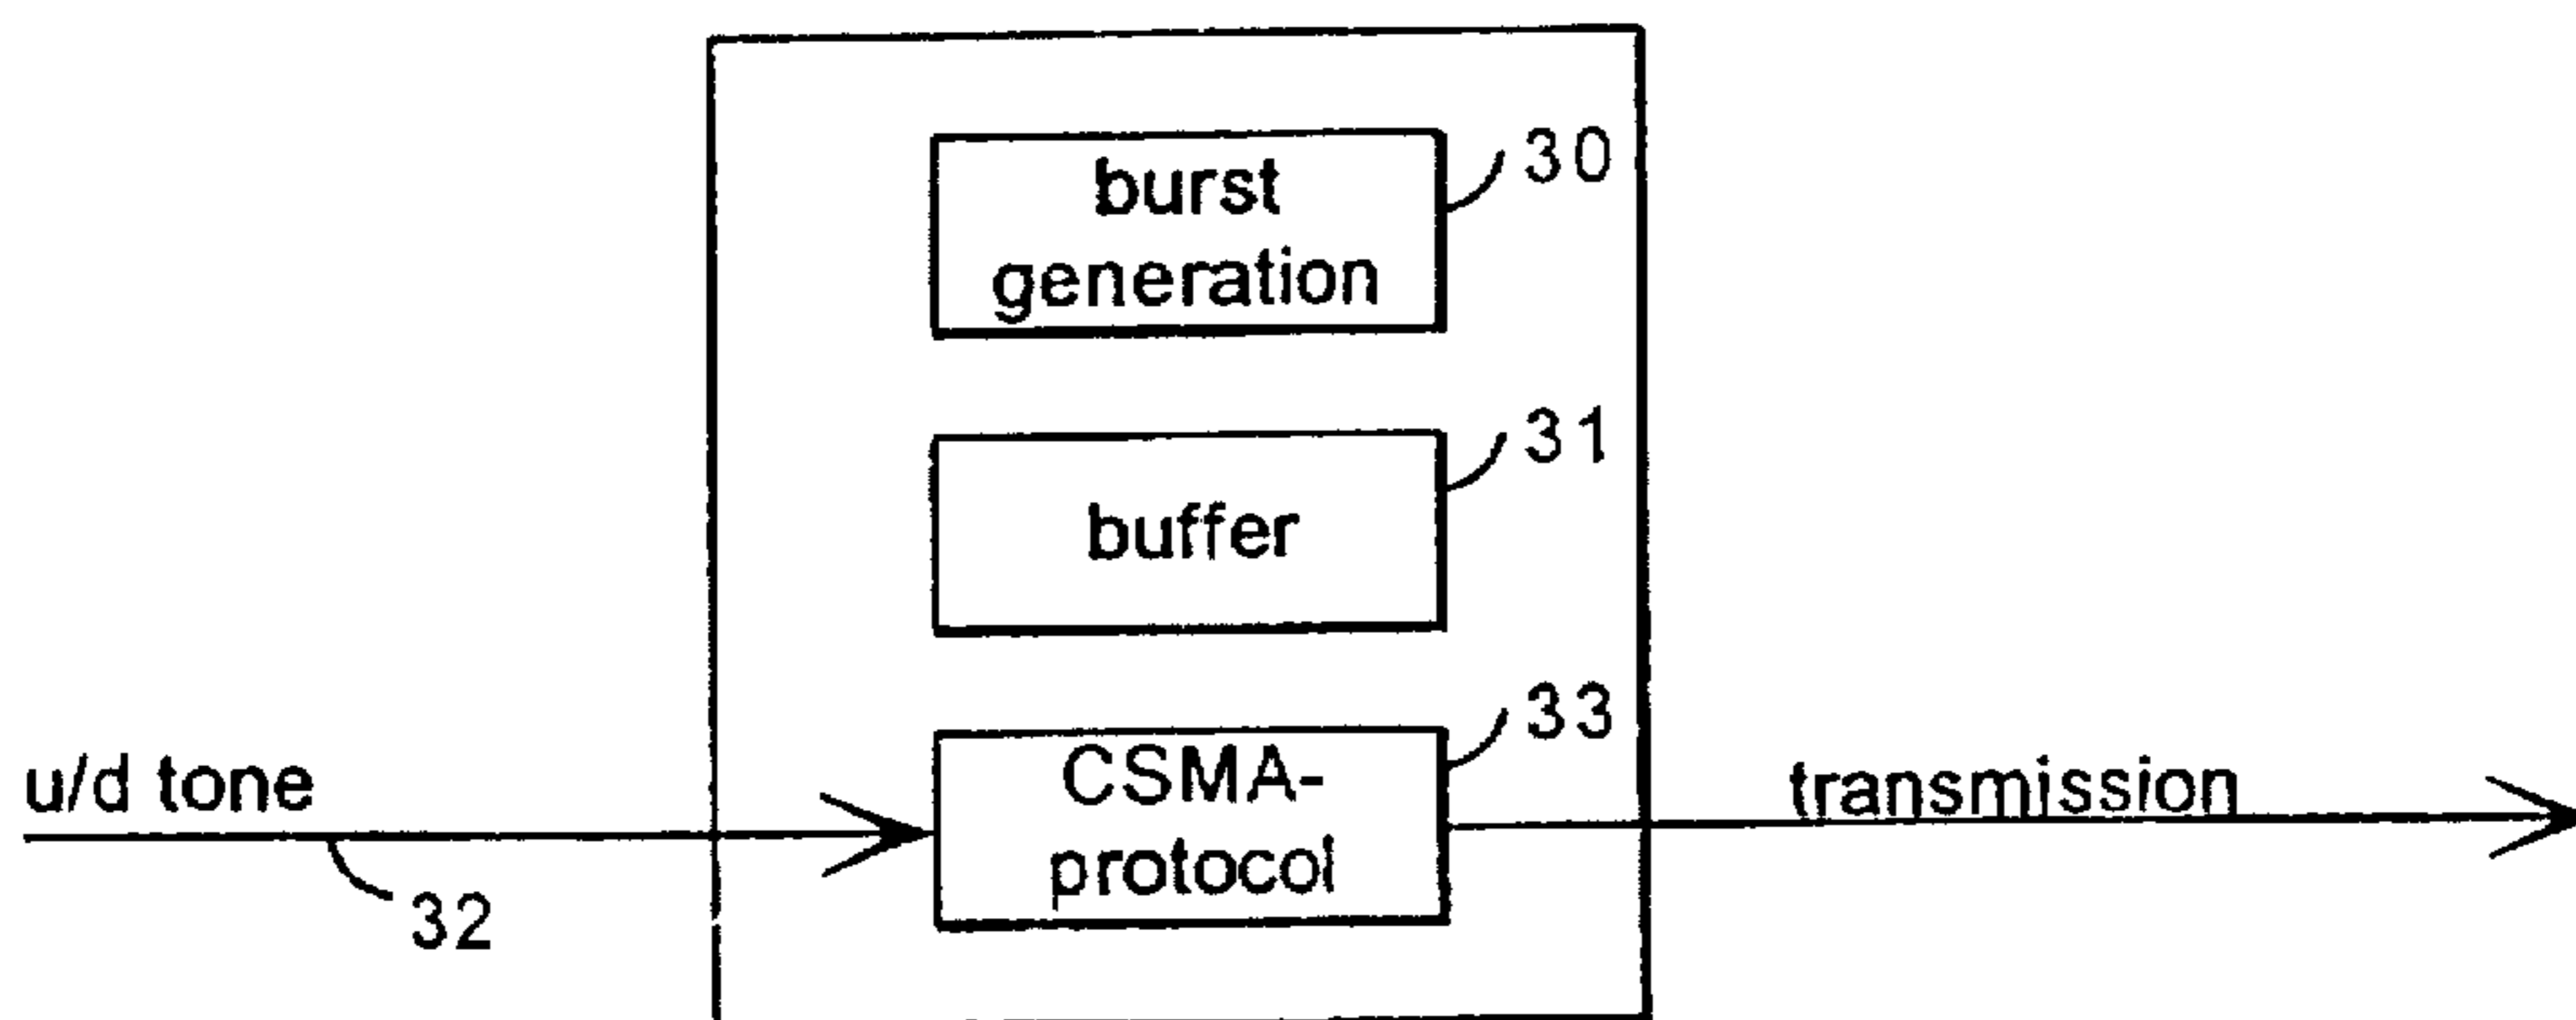 burst
generation
30
buffer
31
u/d tone
32
CSMA-
protocol
33
transmission